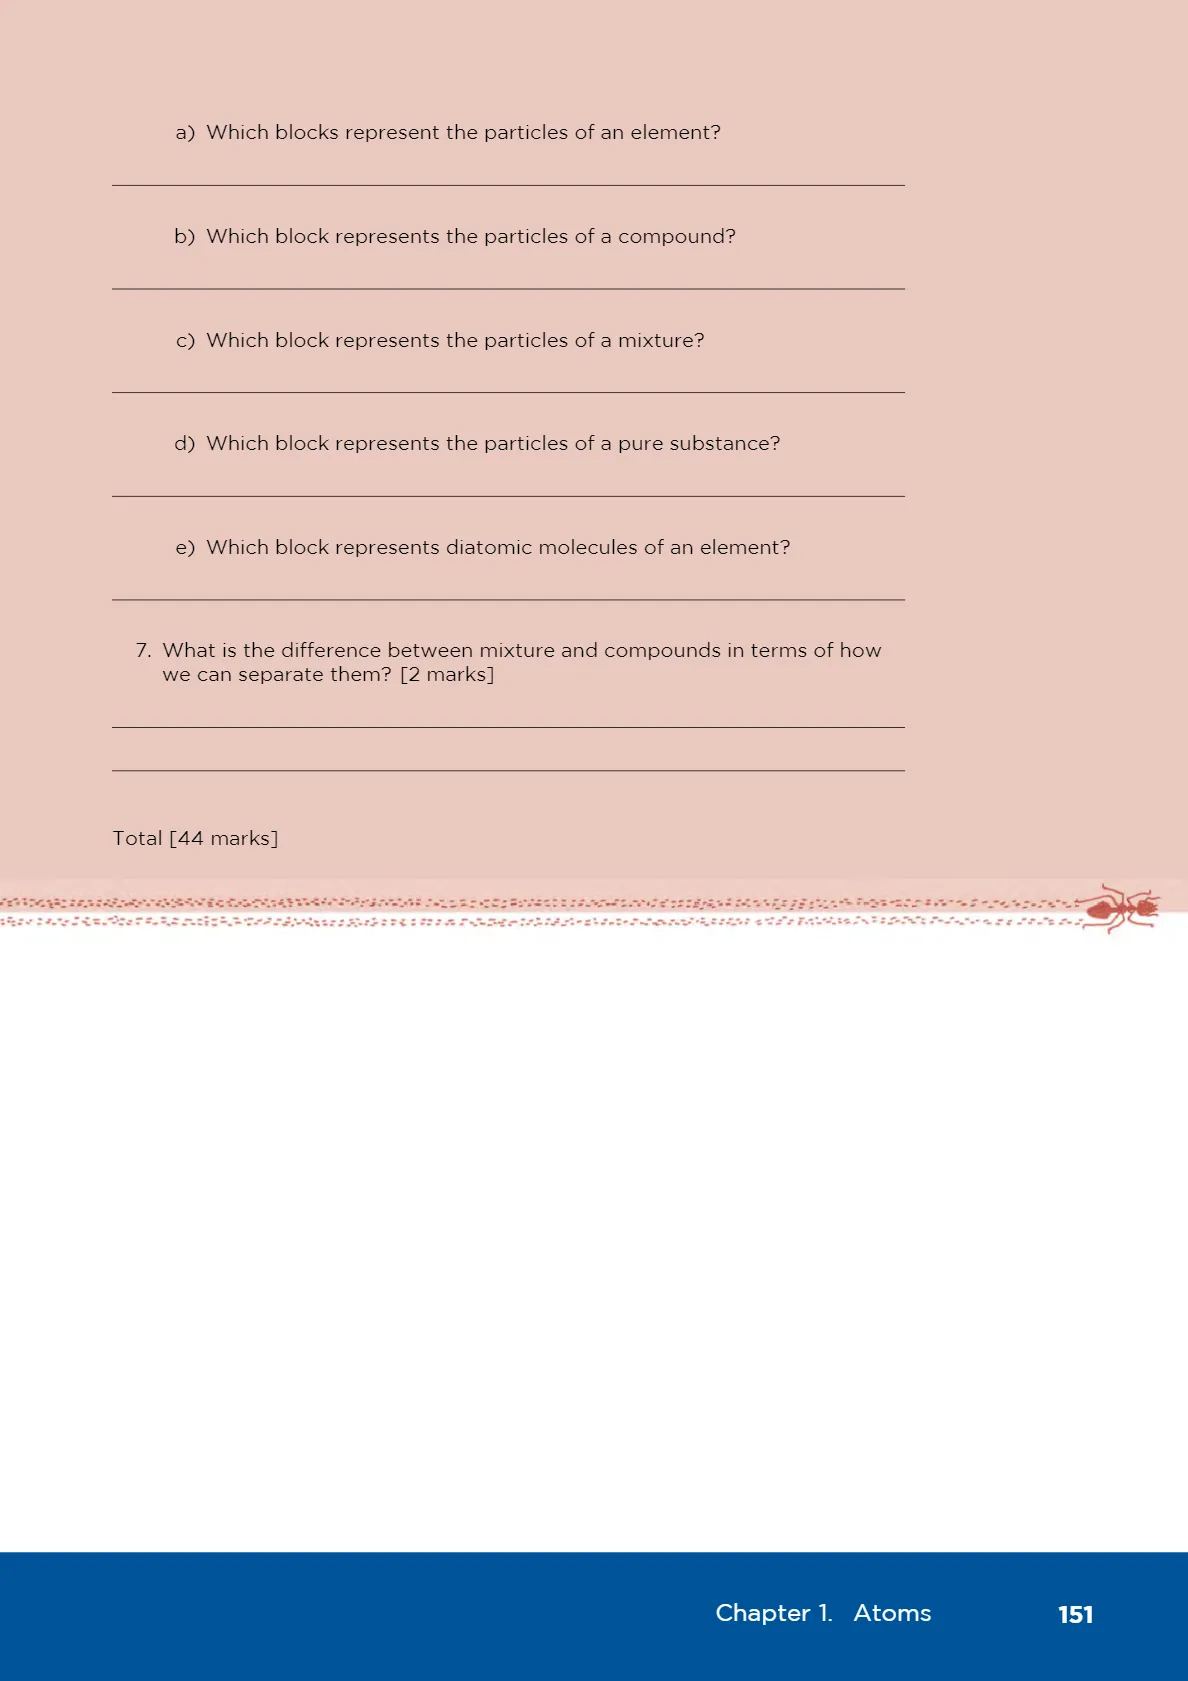 a) Which blocks represent the particles of an element?
b) Which block represents the particles of a compound?
c) Which block represents the particles of a mixture?
d) Which block represents the particles of a pure substance?
e) Which block represents diatomic molecules of an element?
7. What is the difference between mixture and compounds in terms of how
we can separate them? [2 marks]
Total [44 marks]
Chapter 1. Atoms 151